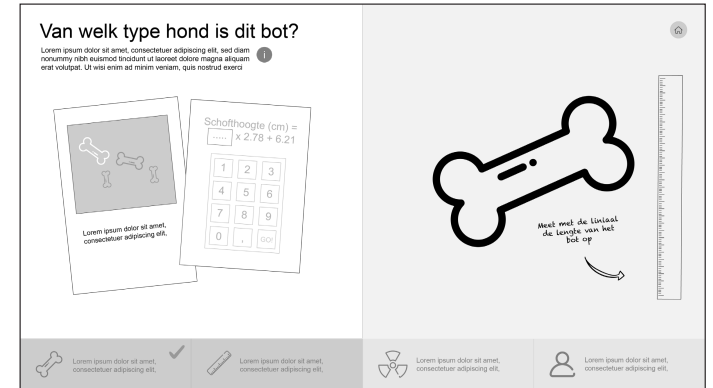 Van welk type hond is dit bot?
Lorem ipsum dolor sit amet, consectetuer adipiscing elit, sed diam
nonummy nibh euismod tincidunt ut laoreet dolore magna aliquam
erat volutpat. Ut wisi enim ad minim veniam, quis nostrud exerci
i
Lorem ipsum dolor sit amet,
consectetuer adipiscing elit,
Schofthoogte (cm) =
..... x 2.78 + 6.21
1 2 3
4 5 6
7 8 9
0 , GO!
Meet met de liniaal
de lengte van het
bot op
Lorem ipsum dolor sit amet,
consectetuer adipiscing elit,
Lorem ipsum dolor sit amet,
consectetuer adipiscing elit,
Lorem ipsum dolor sit amet,
consectetuer adipiscing elit,
Lorem ipsum dolor sit amet,
consectetuer adipiscing elit,